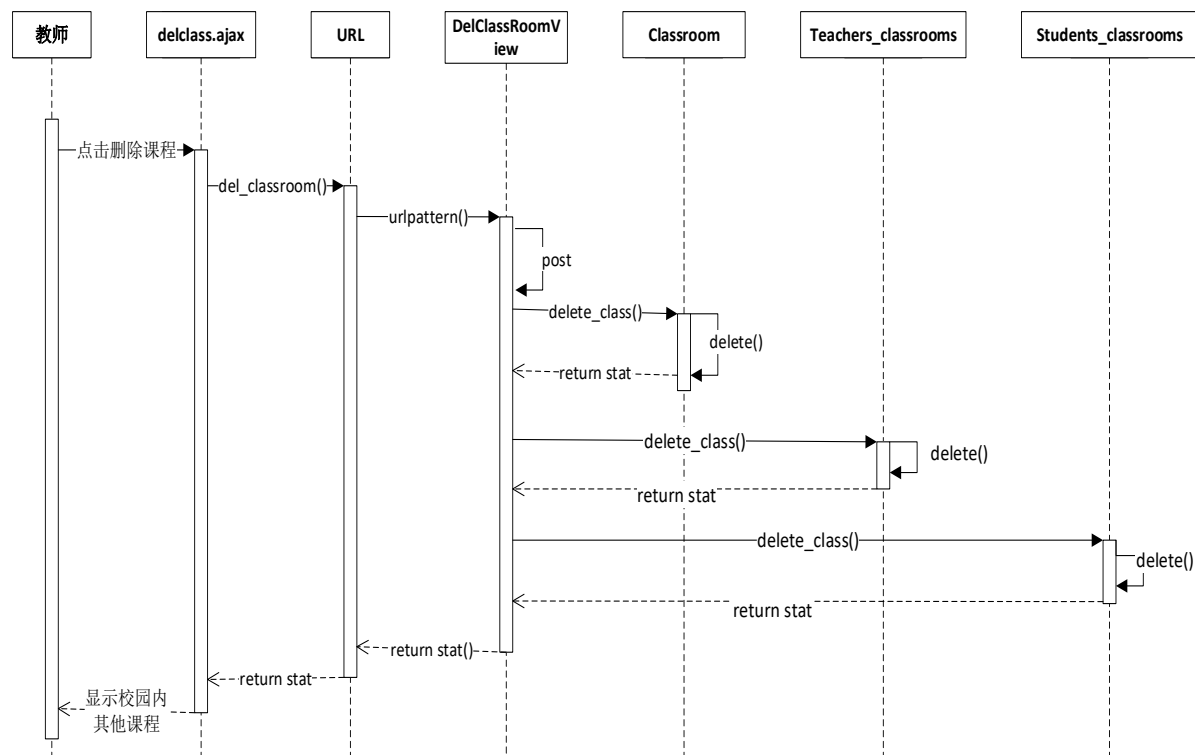 教师
delclass.ajax
URL
DelClassRoomV
iew
Classroom
Teachers_classrooms
Students_classrooms
点击删除课程
del_classroom()
urlpattern()
post
delete_class()
delete()
return stat
delete_class()
delete()
return stat
delete_class()
delete()
return stat
return stat()
return stat
显示校园内
其他课程